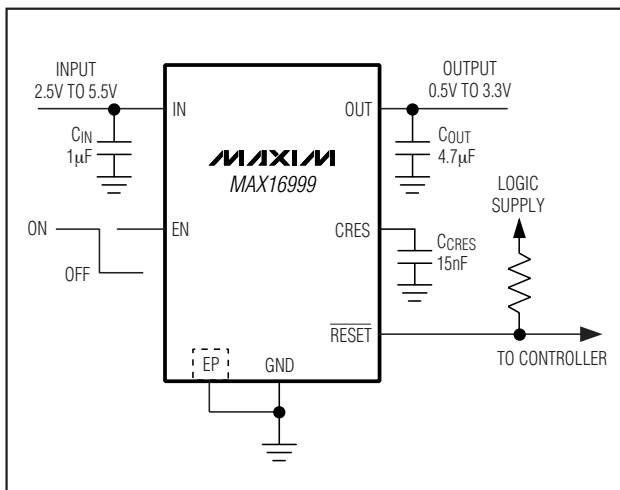 INPUT
2.5V TO 5.5V
OUTPUT
0.5V TO 3.3V
IN
OUT
CIN
1µF
COUT
4.7µF
MAXIM
MAX16999
LOGIC
SUPPLY
ON
OFF
EN
CRES
CCRES
15nF
RESET
TO CONTROLLER
EP
GND